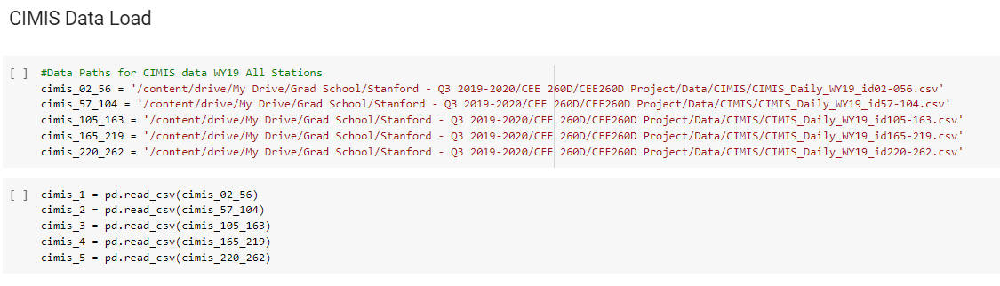 CIMIS Data Load
[ ] #Data Paths for CIMIS data WY19 All Stations
cimis_02_56 = '/content/drive/My Drive/Grad School/Stanford - Q3 2019-2020/CEE 260D/CEE260D Project/Data/CIMIS/CIMIS_Daily_WY19_id02-056.csv'
cimis_57_104 = '/content/drive/My Drive/Grad School/Stanford - Q3 2019-2020/CEE 260D/CEE260D Project/Data/CIMIS/CIMIS_Daily_WY19_id57-104.csv'
cimis_105_163 = '/content/drive/My Drive/Grad School/Stanford - Q3 2019-2020/CEE 260D/CEE260D Project/Data/CIMIS/CIMIS_Daily_WY19_id105-163.csv'
cimis_165_219 = '/content/drive/My Drive/Grad School/Stanford - Q3 2019-2020/CEE 260D/CEE260D Project/Data/CIMIS/CIMIS_Daily_WY19_id165-219.csv'
cimis_220_262 = '/content/drive/My Drive/Grad School/Stanford - Q3 2019-2020/CEE 260D/CEE260D Project/Data/CIMIS/CIMIS_Daily_WY19_id220-262.csv'
[ ] cimis_1 = pd.read_csv(cimis_02_56)
cimis_2 = pd.read_csv(cimis_57_104)
cimis_3 = pd.read_csv(cimis_105_163)
cimis_4 = pd.read_csv(cimis_165_219)
cimis_5 = pd.read_csv(cimis_220_262)